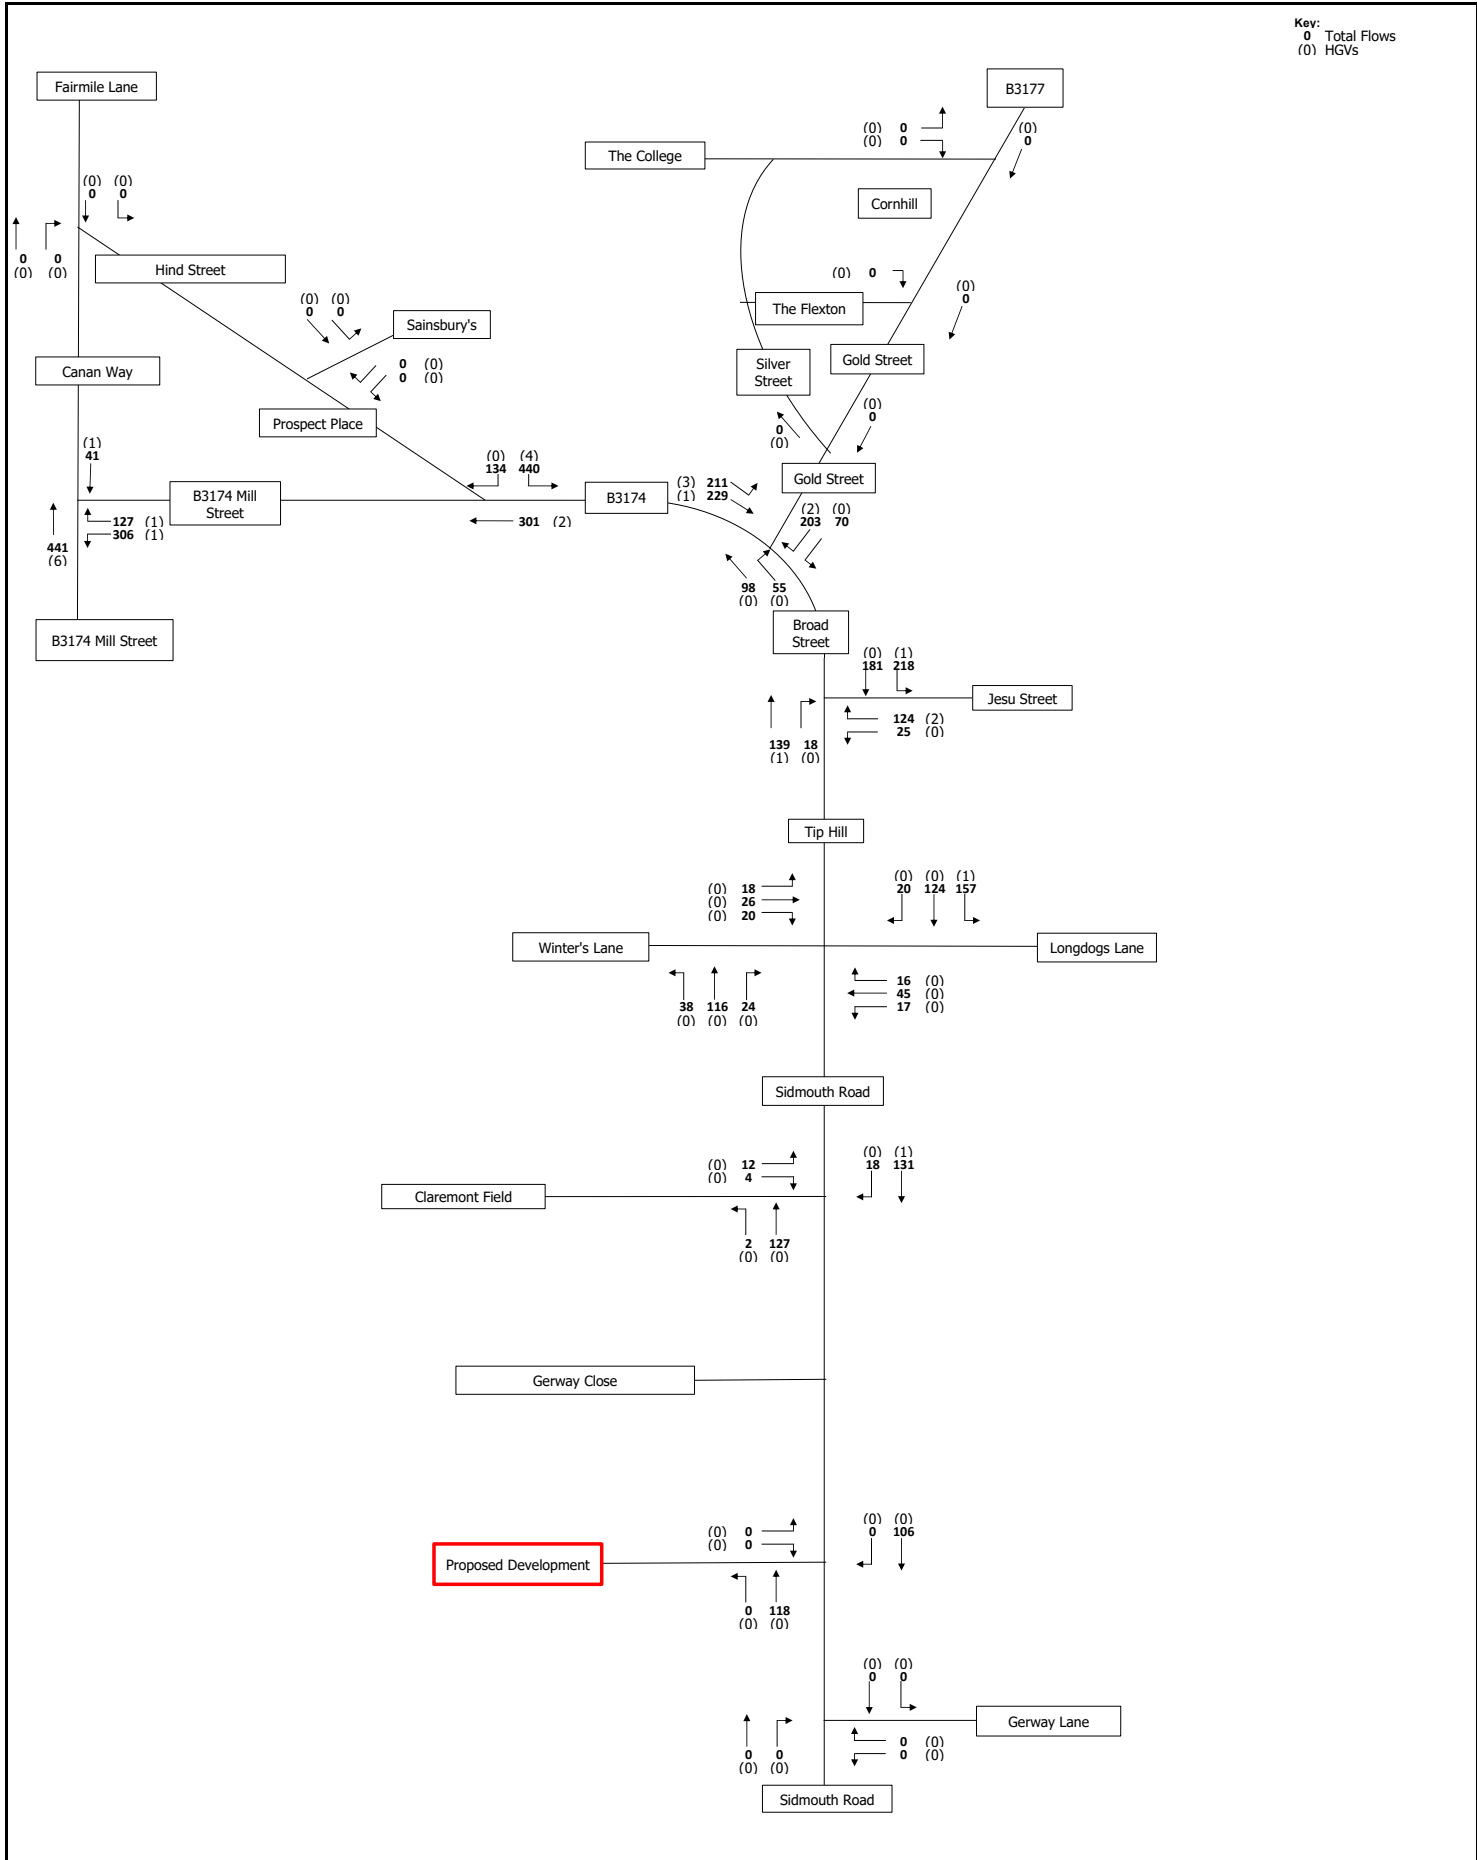 Key:
0 Total Flows
(0) HGVs
Fairmile Lane
B3177
(0) 0
(0) 0
(0)
0
The College
Cornhill
(0) (0)
0 0
0 0
(0) (0)
Hind Street
(0) 0
(0)
0
The Flexton
(0) (0)
0 0
Sainsbury's
Gold Street
Silver
Street
0 (0)
0 (0)
Canan Way
(0)
0
0
(0)
Prospect Place
(1)
41
(0) (4)
134 440
Gold Street
B3174 Mill
Street
B3174
(3) 211
(1) 229
127 (1)
306 (1)
301 (2)
(2) (0)
203 70
441
(6)
98 55
(0) (0)
B3174 Mill Street
Broad
Street
(0) (1)
181 218
Jesu Street
124 (2)
25 (0)
139 18
(1) (0)
Tip Hill
(0) 18
(0) 26
(0) 20
(0) (0) (1)
20 124 157
Winter's Lane
Longdogs Lane
38 116 24
(0) (0) (0)
16 (0)
45 (0)
17 (0)
Sidmouth Road
(0) 12
(0) 4
(0) (1)
18 131
Claremont Field
2 127
(0) (0)
Gerway Close
(0) 0
(0) 0
(0) (0)
0 106
Proposed Development
0 118
(0) (0)
(0) (0)
0 0
Gerway Lane
0 0
(0) (0)
0 (0)
0 (0)
Sidmouth Road